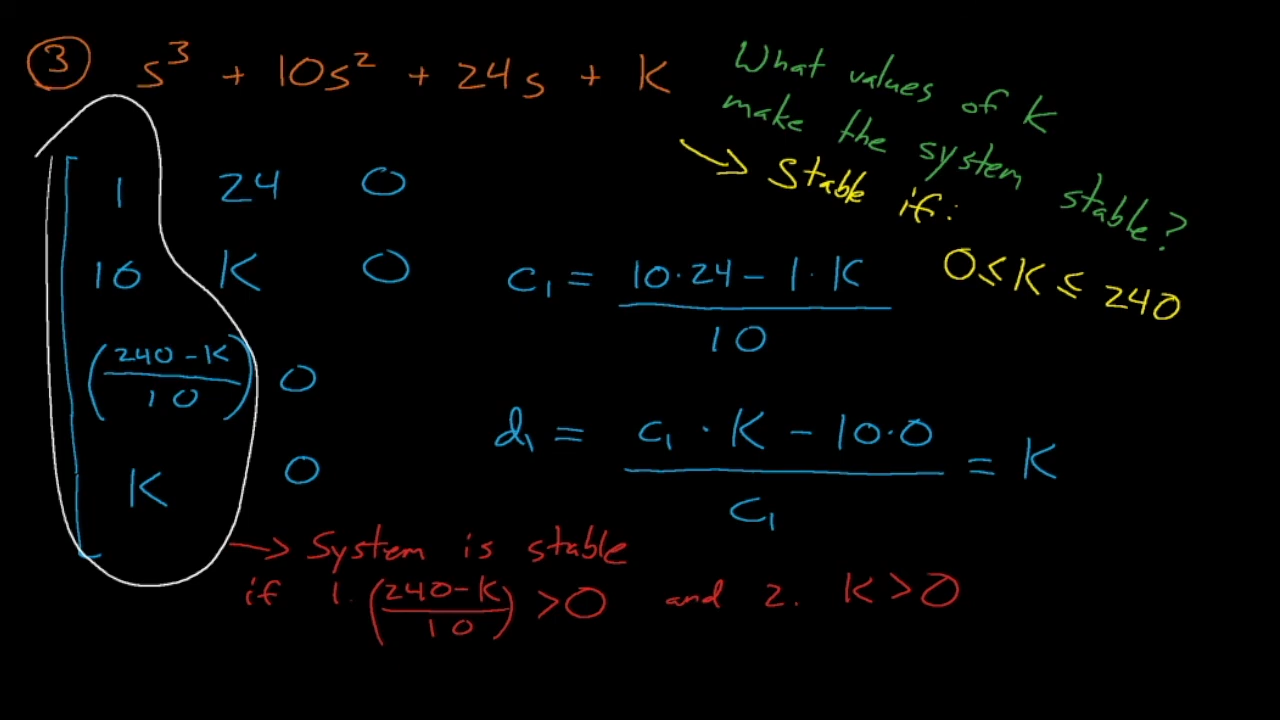 ③ s³ + 10s² + 24s + K
What values of K
make the system stable?
→ Stable if:
0 ≤ K ≤ 240
1 24 0
10 K 0
(240 - K / 10) 0
K 0
c₁ = 10·24 - 1·K / 10
d₁ = c₁ · K - 10·0 / c₁ = K
→ System is stable
if 1. (240 - K / 10) > 0 and 2. K > 0